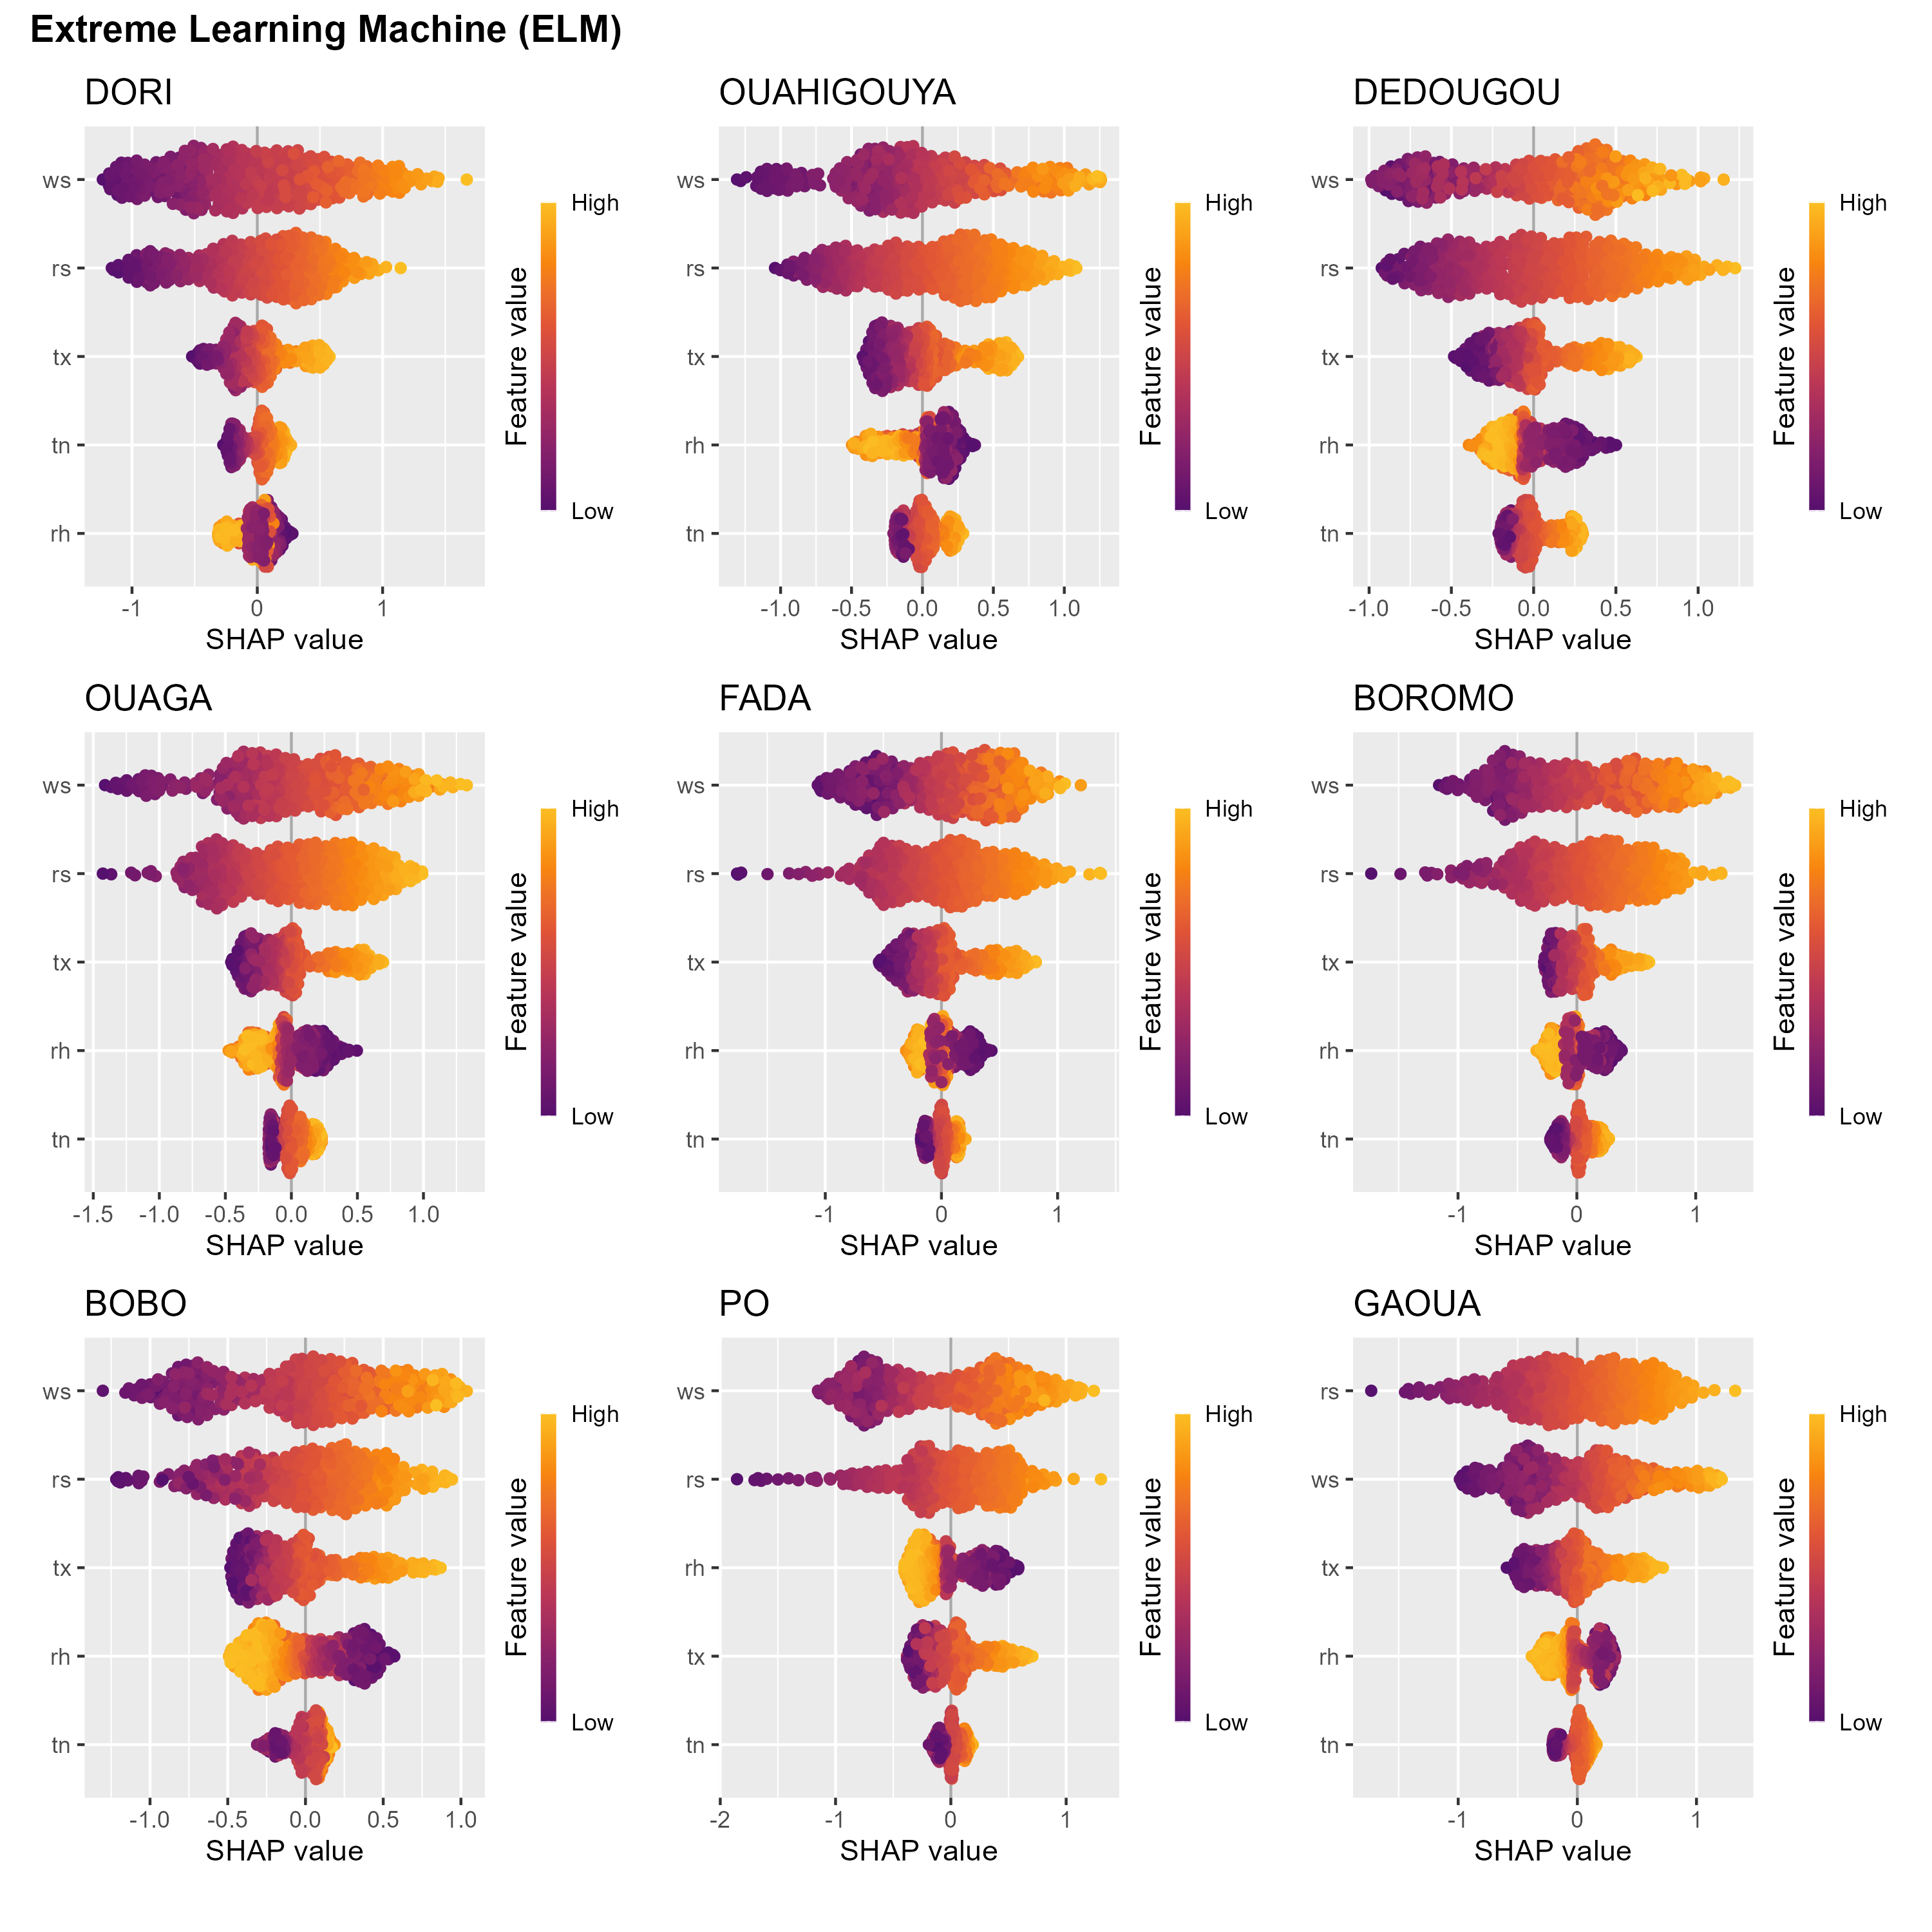 Extreme Learning Machine (ELM)
DORI
ws
rs
tx
tn
rh
-1 0 1
SHAP value
Feature value
High
Low
OUAHIGOUYA
ws
rs
tx
rh
tn
-1.0 -0.5 0.0 0.5 1.0
SHAP value
Feature value
High
Low
DEDOUGOU
ws
rs
tx
rh
tn
-1.0 -0.5 0.0 0.5 1.0
SHAP value
Feature value
High
Low
OUAGA
ws
rs
tx
rh
tn
-1.5 -1.0 -0.5 0.0 0.5 1.0
SHAP value
Feature value
High
Low
FADA
ws
rs
tx
rh
tn
-1 0 1
SHAP value
Feature value
High
Low
BOROMO
ws
rs
tx
rh
tn
-1 0 1
SHAP value
Feature value
High
Low
BOBO
ws
rs
tx
rh
tn
-1.0 -0.5 0.0 0.5 1.0
SHAP value
Feature value
High
Low
PO
ws
rs
rh
tx
tn
-2 -1 0 1
SHAP value
Feature value
High
Low
GAOUA
rs
ws
tx
rh
tn
-1 0 1
SHAP value
Feature value
High
Low